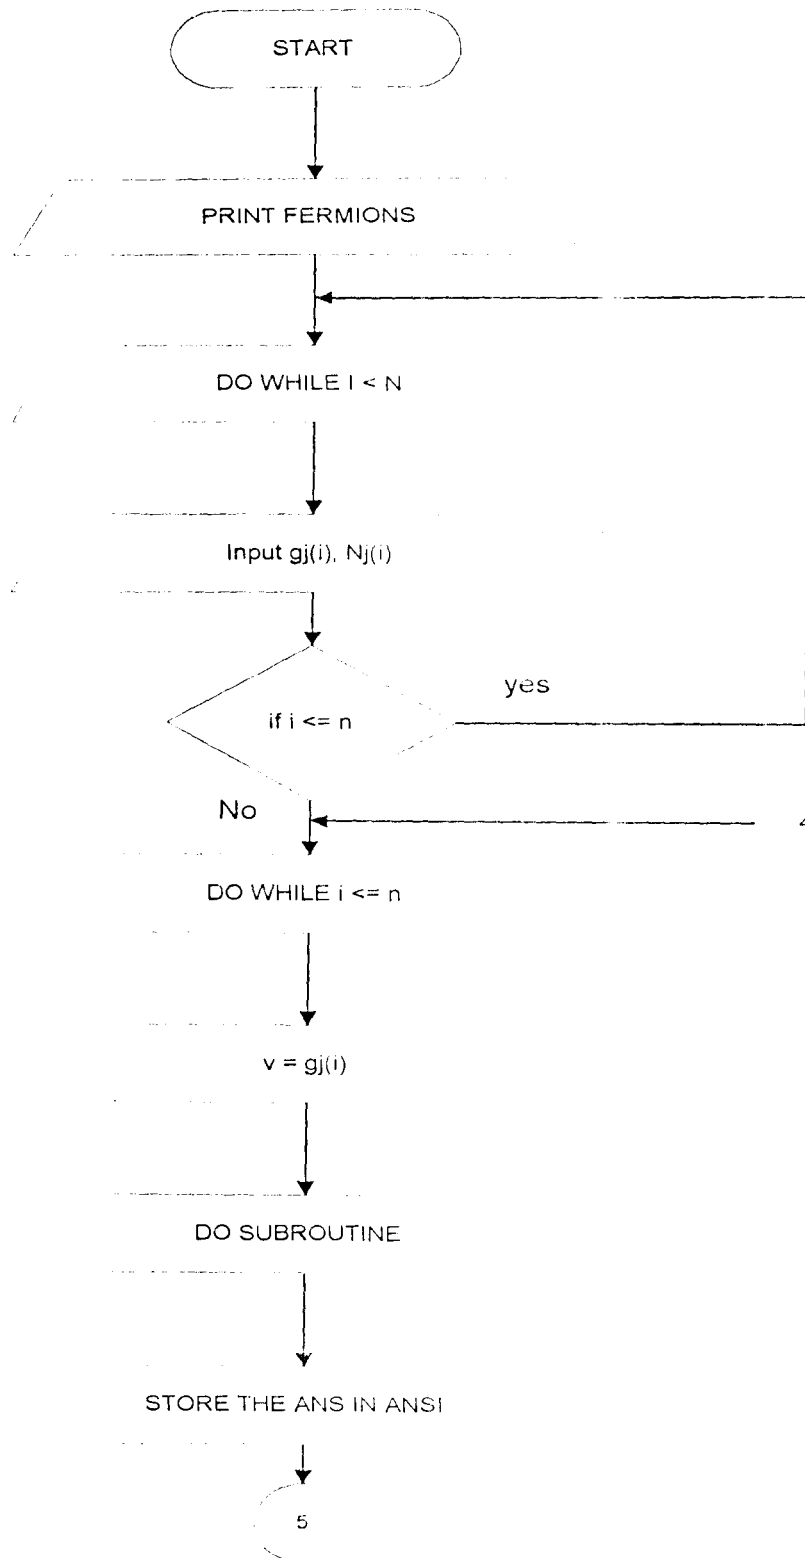 START
PRINT FERMIONS
DO WHILE I < N
Input gj(i), Nj(i)
yes
if i <= n
No
DO WHILE i <= n
v = gj(i)
DO SUBROUTINE
STORE THE ANS IN ANSI
5